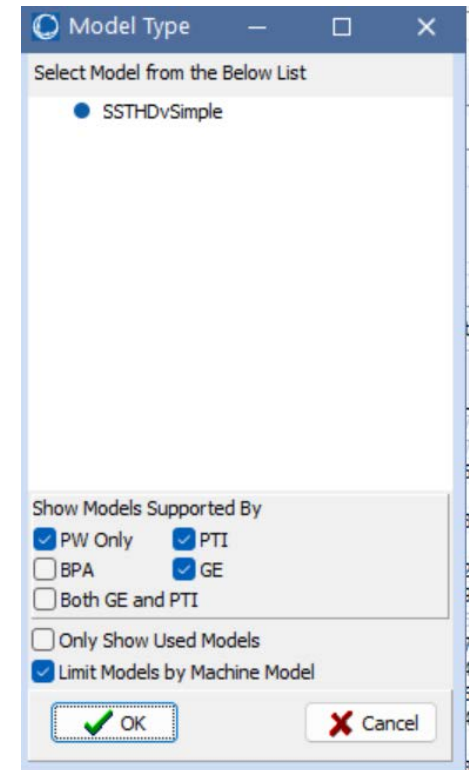 Model Type
Select Model from the Below List
SSTHDvSimple
Show Models Supported By
PW Only PTI
BPA GE
Both GE and PTI
Only Show Used Models
Limit Models by Machine Model
OK Cancel